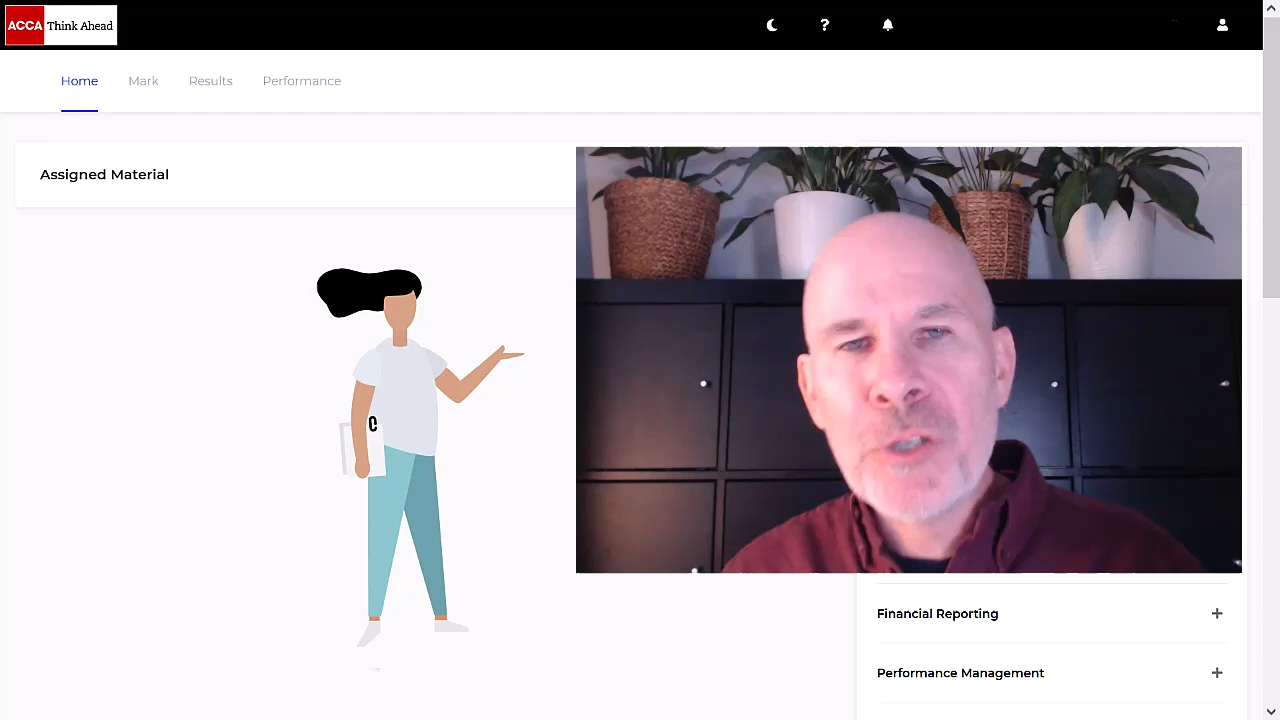 ACCA Think Ahead
Home Mark Results Performance
Assigned Material
Financial Reporting
Performance Management